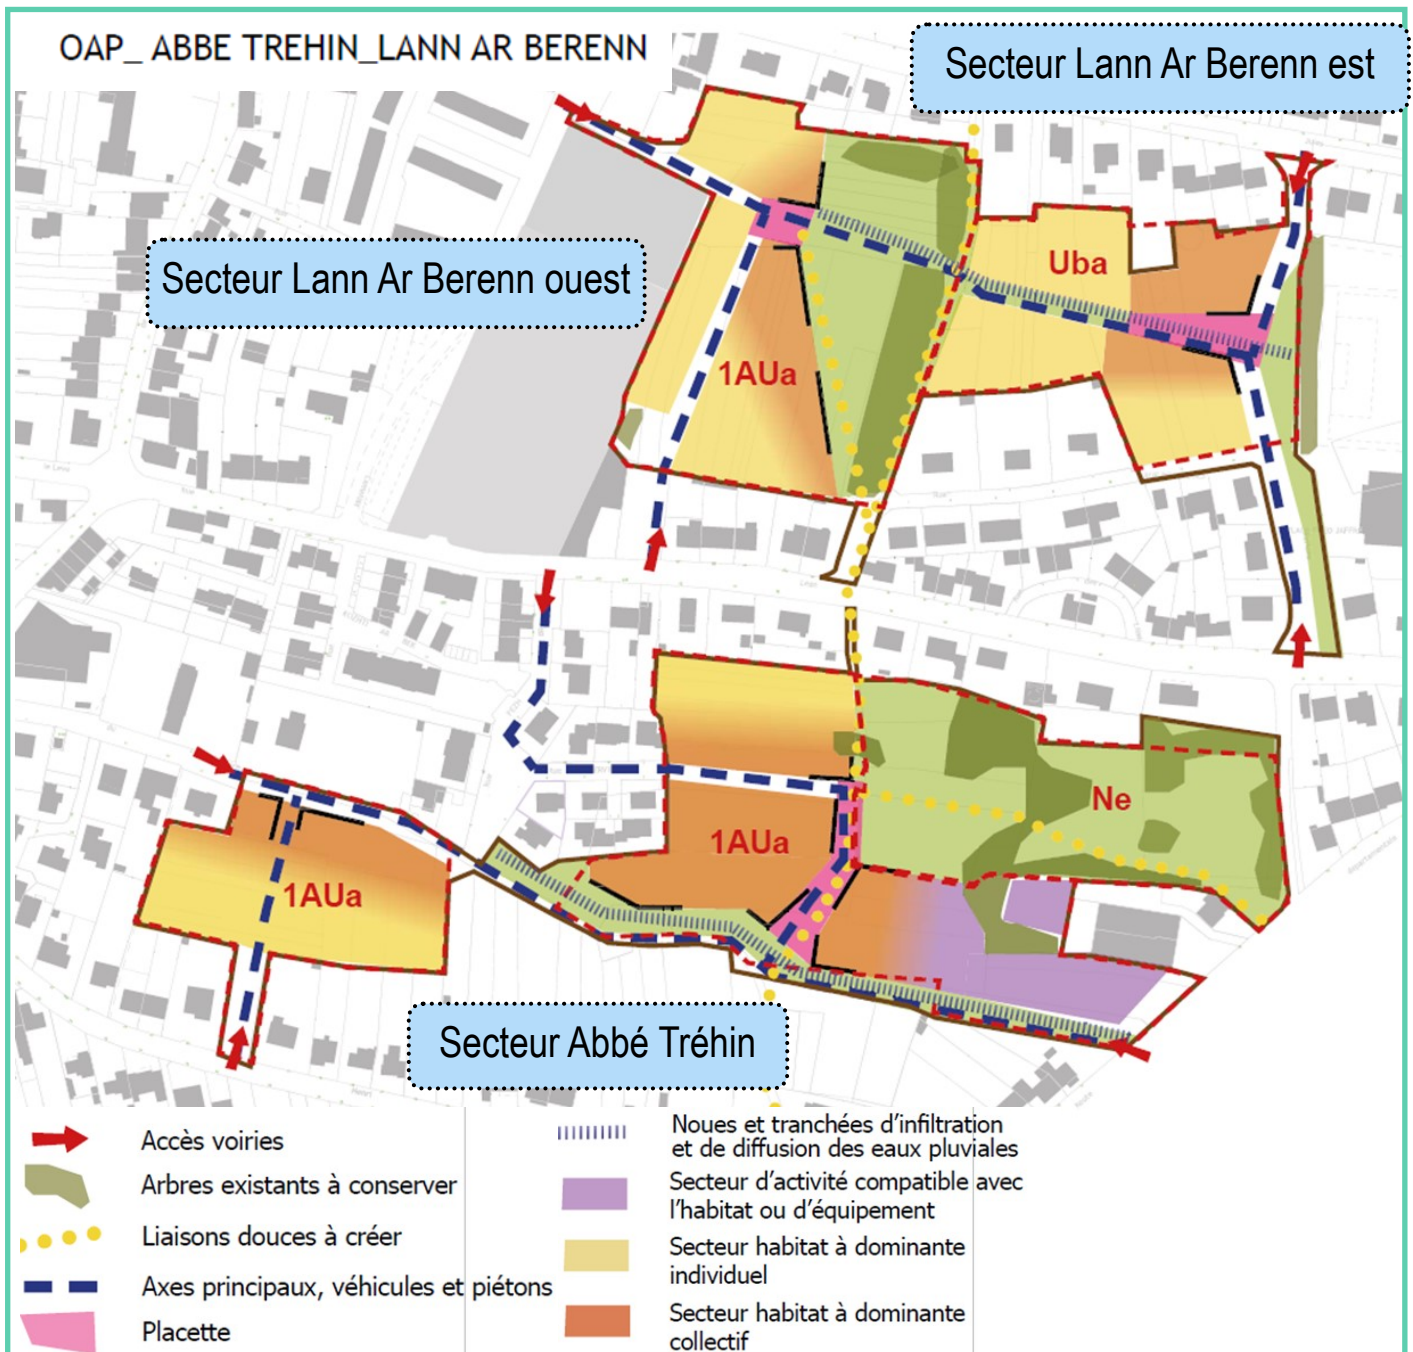 OAP_ ABBE TREHIN_LANN AR BERENN
Secteur Lann Ar Berenn est
Secteur Lann Ar Berenn ouest
Uba
1AUa
Ne
1AUa
1AUa
Secteur Abbé Tréhin
Accès voiries
Arbres existants à conserver
Liaisons douces à créer
Axes principaux, véhicules et piétons
Placette
Noues et tranchées d'infiltration
et de diffusion des eaux pluviales
Secteur d'activité compatible avec
l'habitat ou d'équipement
Secteur habitat à dominante
individuel
Secteur habitat à dominante
collectif